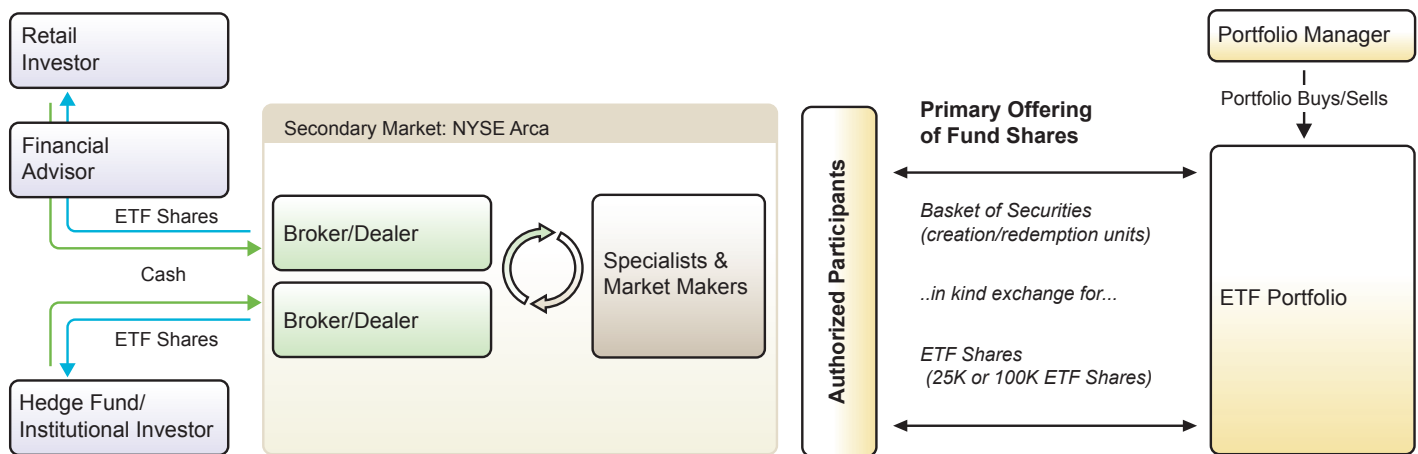 Retail
Investor
Financial
Advisor
ETF Shares
Cash
ETF Shares
Hedge Fund/
Institutional Investor
Secondary Market: NYSE Arca
Broker/Dealer
Broker/Dealer
Specialists &
Market Makers
Authorized Participants
Primary Offering
of Fund Shares
Basket of Securities
(creation/redemption units)
..in kind exchange for...
ETF Shares
(25K or 100K ETF Shares)
Portfolio Manager
Portfolio Buys/Sells
ETF Portfolio